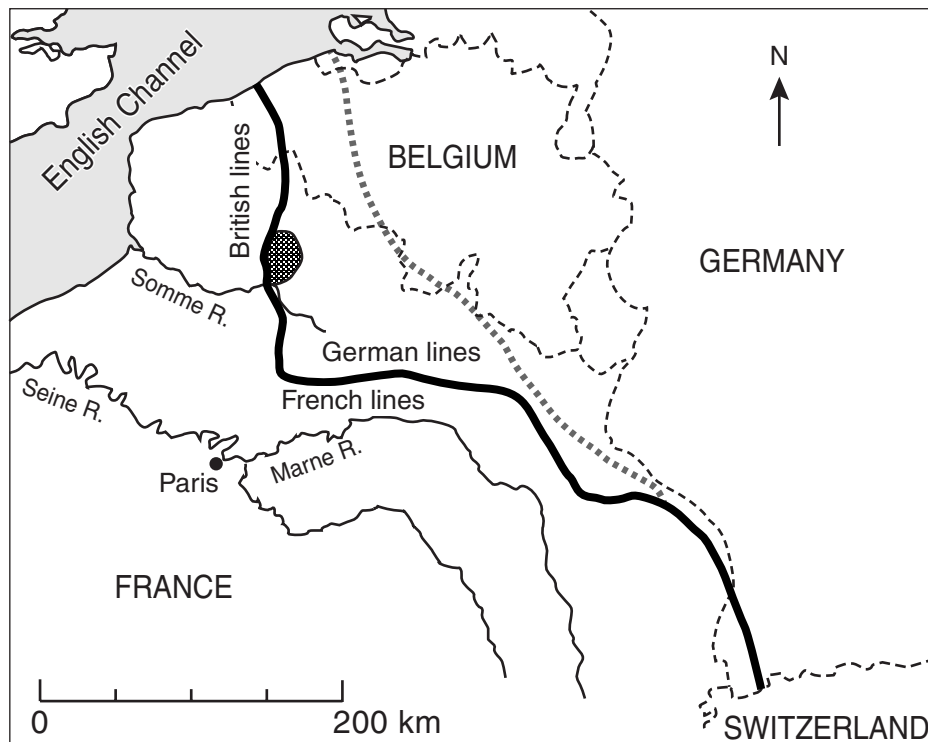 English Channel
N
British lines
BELGIUM
GERMANY
Somme R.
German lines
French lines
Seine R.
Marne R.
Paris
FRANCE
0 200 km
SWITZERLAND